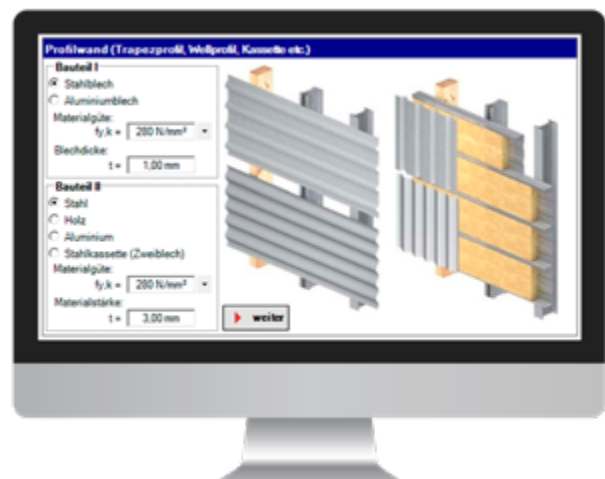 Profilwand (Trapezprofil, Wellprofil, Kassette etc.)
Bauteil I
Stahlblech
Aluminiumblech
Materialgüte:
fy,k = 280 N/mm²
Blechdicke:
t = 1,00 mm
Bauteil II
Stahl
Holz
Aluminium
Stahlkassette (Zweiblech)
Materialgüte:
fy,k = 280 N/mm²
Materialstärke:
t = 3,00 mm
weiter